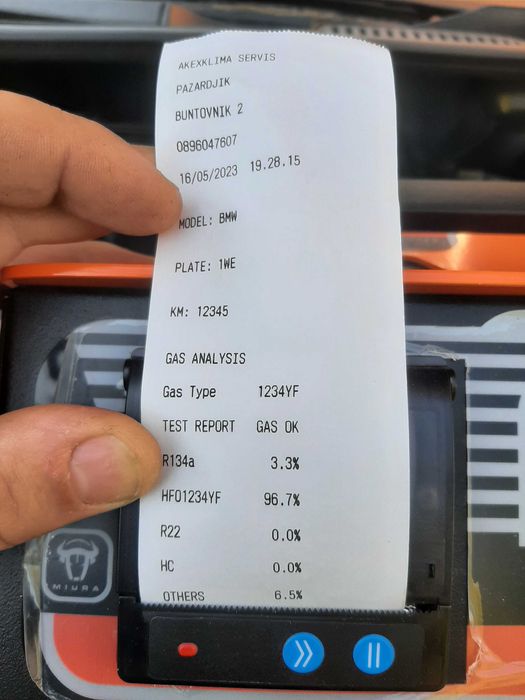 AKEXKLIMA SERVIS
PAZARDJIK
BUNTOVNIK 2
0896047607
16/05/2023 19.28.15
MODEL: BMW
PLATE: 1WE
KM: 12345
GAS ANALYSIS
Gas Type 1234YF
TEST REPORT GAS OK
R134a 3.3%
HFO1234YF 96.7%
R22 0.0%
HC 0.0%
OTHERS 6.5%
MIURA